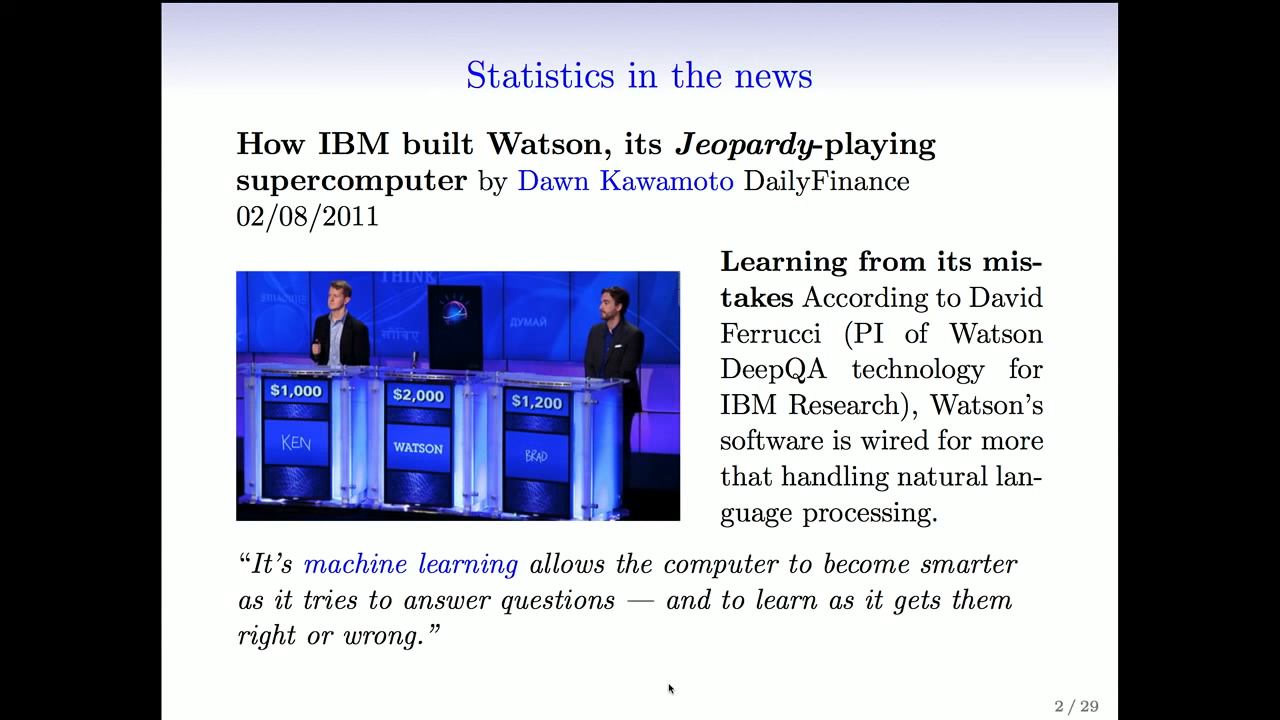 Statistics in the news
How IBM built Watson, its Jeopardy-playing
supercomputer by Dawn Kawamoto DailyFinance
02/08/2011
Learning from its mis-
takes According to David
Ferrucci (PI of Watson
DeepQA technology for
IBM Research), Watson's
software is wired for more
that handling natural lan-
guage processing.
THINK
ДУМАЙ
$1,000
$2,000
$1,200
KEN
WATSON
BRAD
“It's machine learning allows the computer to become smarter
as it tries to answer questions — and to learn as it gets them
right or wrong.”
2 / 29